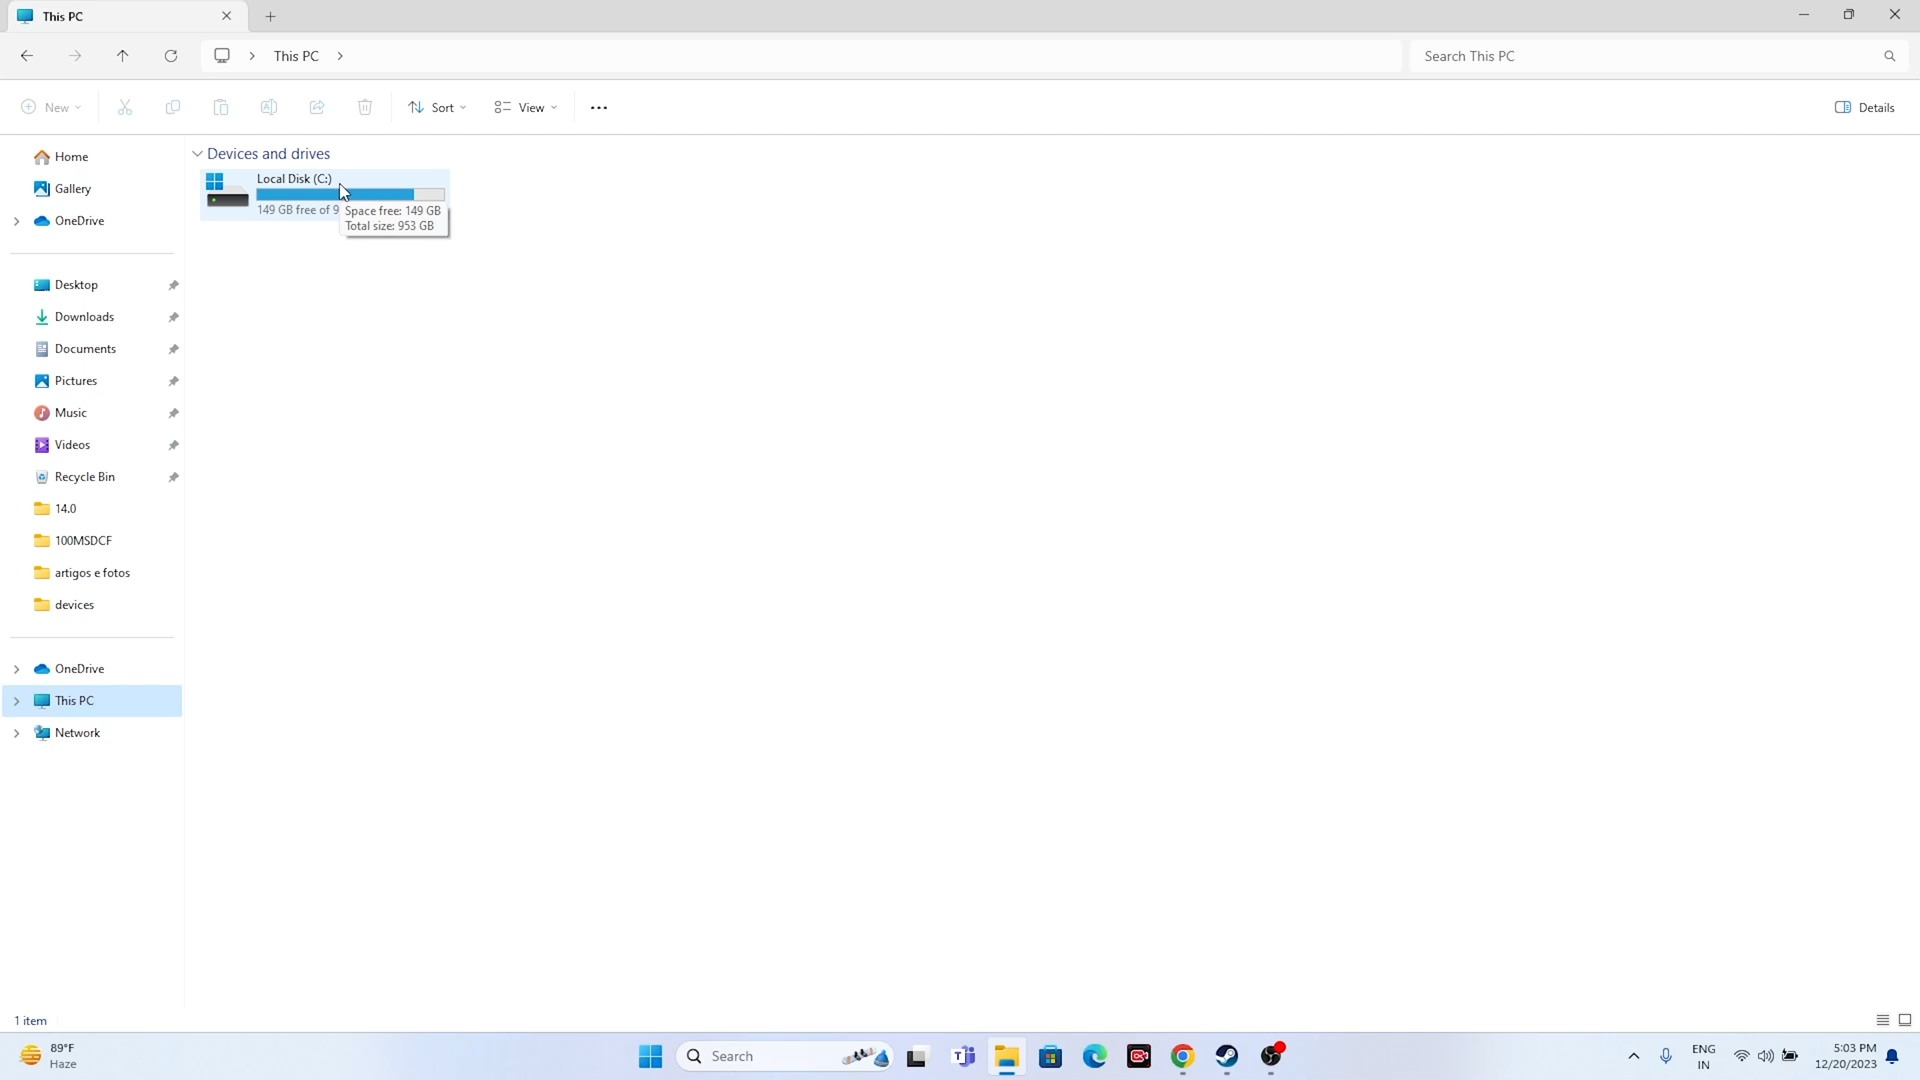 This PC
This PC
Search This PC
New
Sort
View
Details
Home
Gallery
OneDrive
Desktop
Downloads
Documents
Pictures
Music
Videos
Recycle Bin
14.0
100MSDCF
artigos e fotos
devices
OneDrive
This PC
Network
Devices and drives
Local Disk (C:)
149 GB free of 9
Space free: 149 GB
Total size: 953 GB
1 item
89°F
Haze
Search
ENG
IN
5:03 PM
12/20/2023